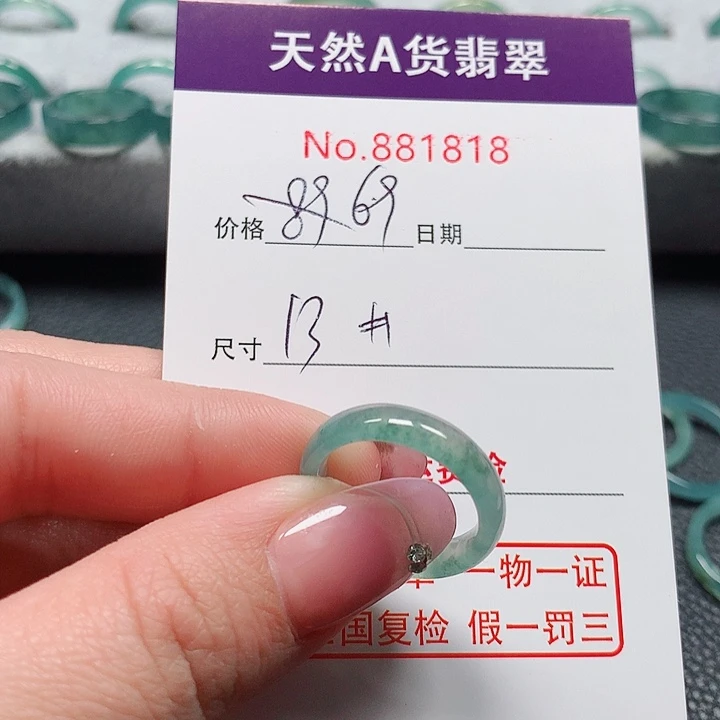 天然A货翡翠
No.881818
价格 89 69 日期
尺寸 13#
检
一物一证
国复检 假一罚三